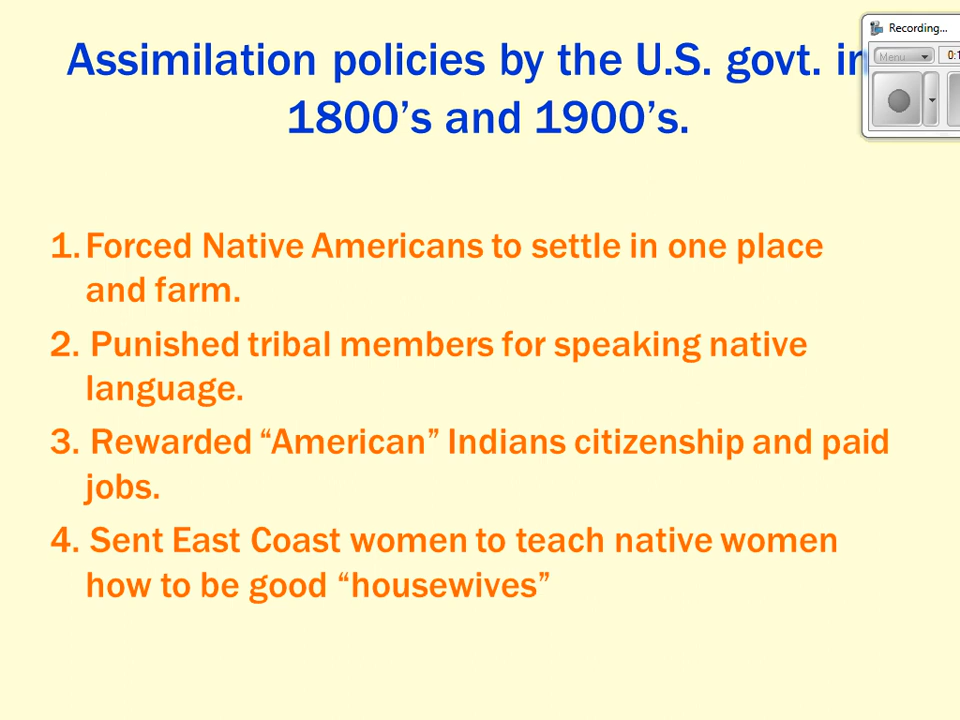 Assimilation policies by the U.S. govt. in
1800's and 1900's.
Recording...
Menu
1. Forced Native Americans to settle in one place
and farm.
2. Punished tribal members for speaking native
language.
3. Rewarded “American” Indians citizenship and paid
jobs.
4. Sent East Coast women to teach native women
how to be good “housewives”